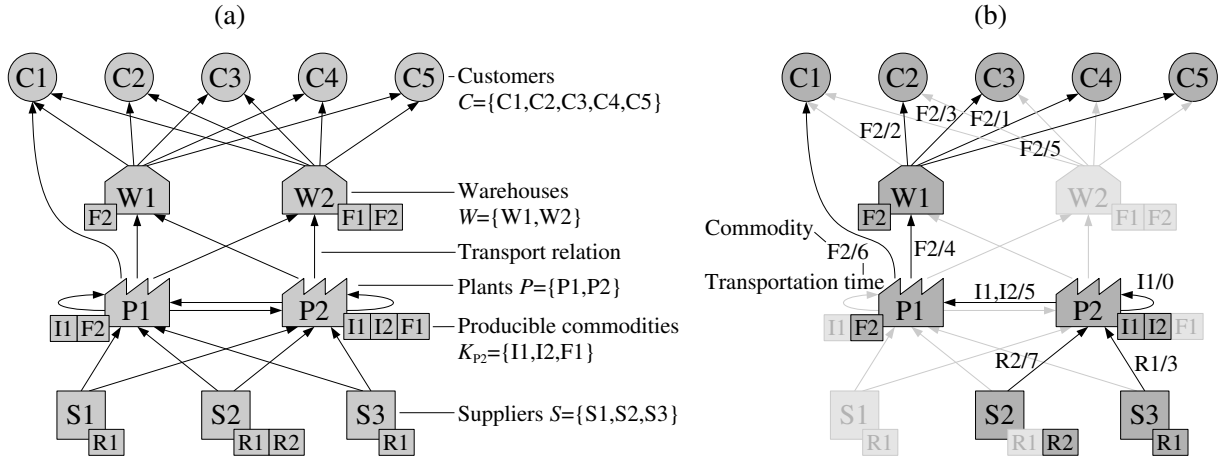 (a)
(b)
C1 C2 C3 C4 C5
Customers
C={C1,C2,C3,C4,C5}
W1
F2
W2
F1 F2
Warehouses
W={W1,W2}
Transport relation
P1
I1 F2
P2
I1 I2 F1
Plants P={P1,P2}
Producible commodities
K_P2={I1,I2,F1}
S1
R1
S2
R1 R2
S3
R1
Suppliers S={S1,S2,S3}
C1 C2 C3 C4 C5
F2/2
F2/3
F2/1
F2/5
W1
F2
W2
F1 F2
Commodity
F2/6
F2/4
Transportation time
P1
I1 F2
I1,I2/5
P2
I1/0
I1 I2 F1
R2/7
R1/3
S1
R1
S2
R1 R2
S3
R1